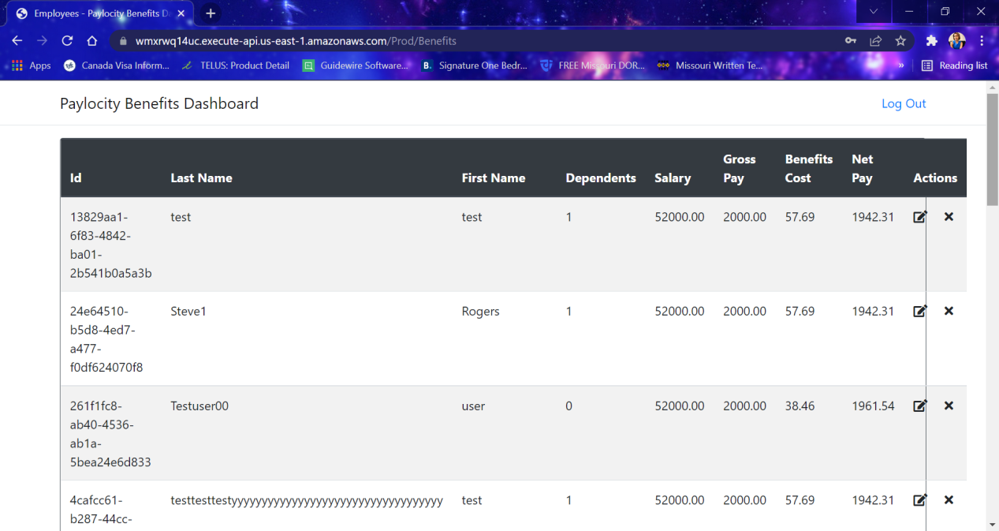 Employees - Paylocity Benefits D
wmxrwq14uc.execute-api.us-east-1.amazonaws.com/Prod/Benefits
Apps Canada Visa Inform... TELUS: Product Detail Guidewire Software... B. Signature One Bedr... FREE Missouri DOR... Missouri Written Te... » Reading list
Paylocity Benefits Dashboard Log Out
Id Last Name First Name Dependents Salary Gross Pay Benefits Cost Net Pay Actions
13829aa1- test test 1 52000.00 2000.00 57.69 1942.31
6f83-4842-
ba01-
2b541b0a5a3b
24e64510- Steve1 Rogers 1 52000.00 2000.00 57.69 1942.31
b5d8-4ed7-
a477-
f0df624070f8
261f1fc8- Testuser00 user 0 52000.00 2000.00 38.46 1961.54
ab40-4536-
ab1a-
5bea24e6d833
4cafcc61- testtesttestyyyyyyyyyyyyyyyyyyyyyyyyyyyyyyyyyyy test 1 52000.00 2000.00 57.69 1942.31
b287-44cc-